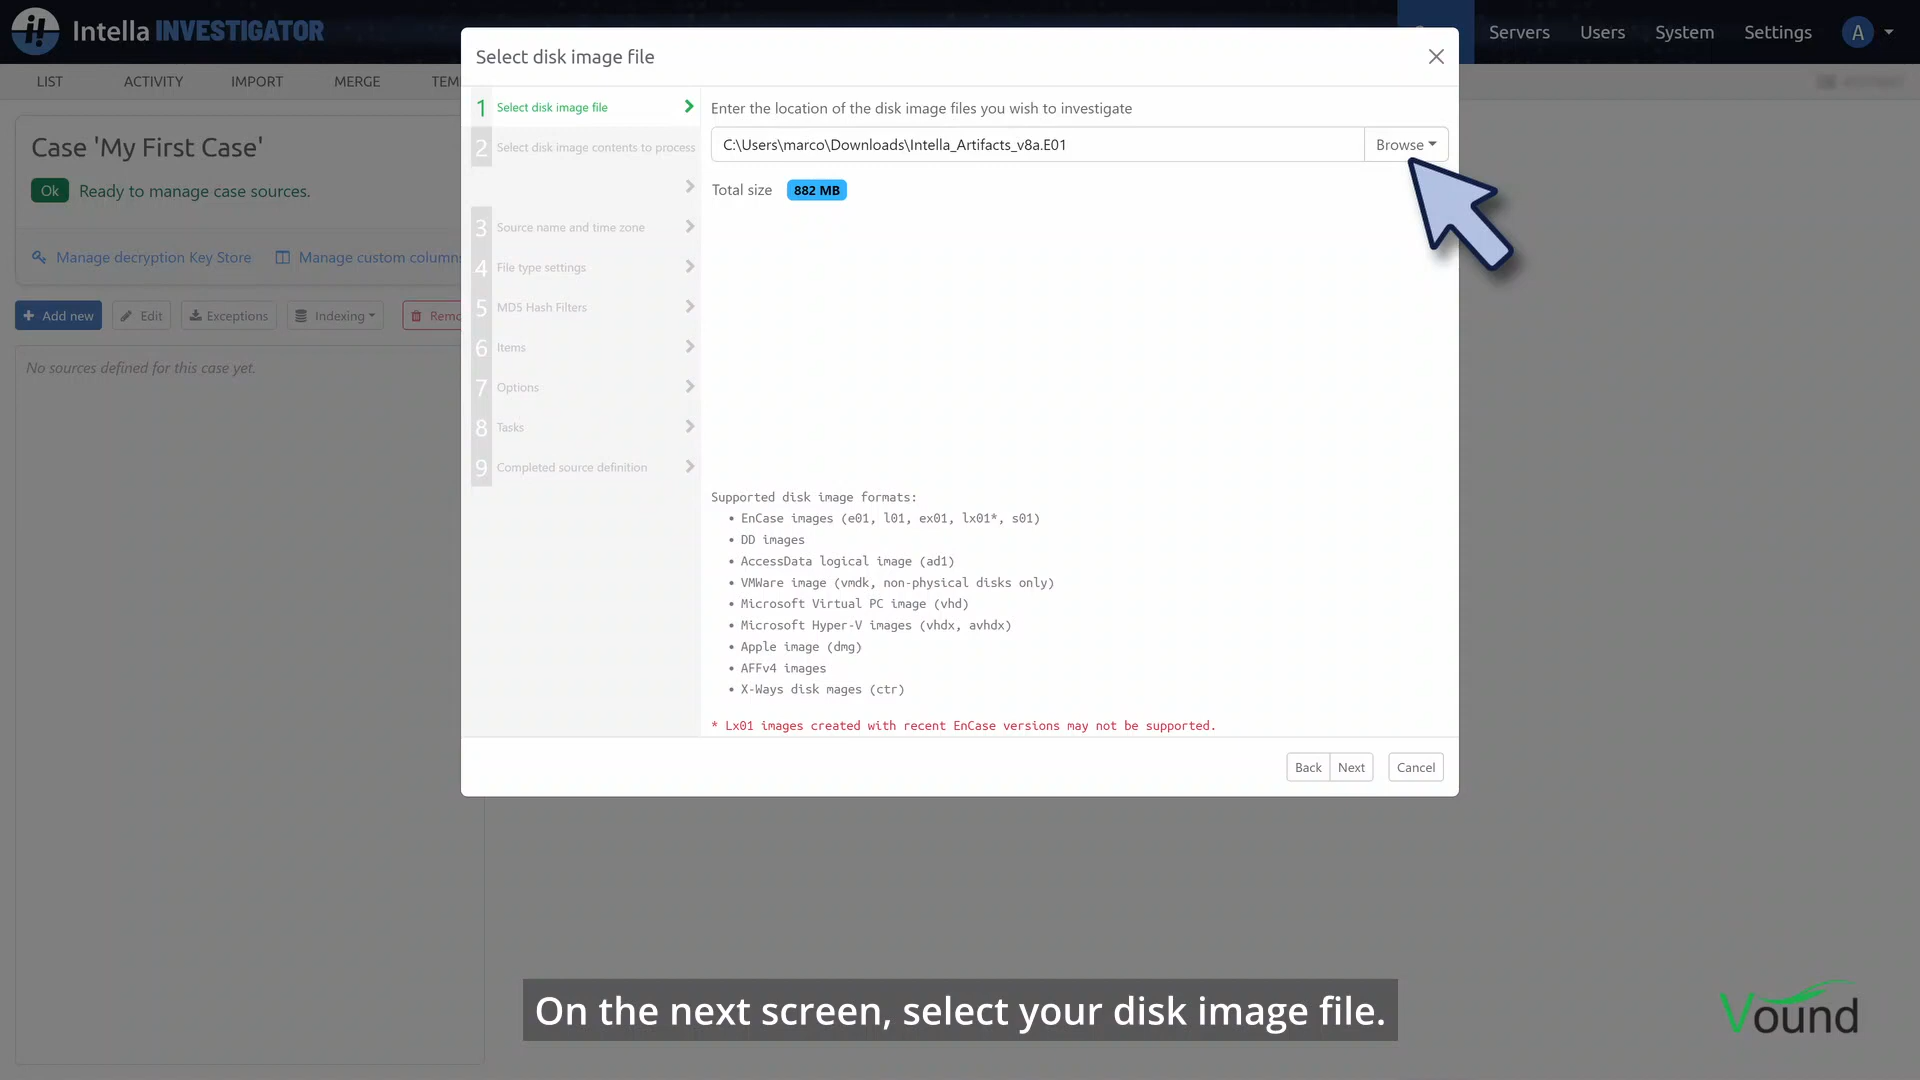 Intella INVESTIGATOR
Servers
Users
System
Settings
A
LIST
ACTIVITY
IMPORT
MERGE
Case 'My First Case'
Ok
Ready to manage case sources.
Manage decryption Key Store
Manage custom columns
Add new
Edit
Exceptions
Indexing
No sources defined for this case yet.
Select disk image file
1 Select disk image file
2 Select disk image contents to process
3 Source name and time zone
4 File type settings
5 MD5 Hash Filters
6 Items
7 Options
8 Tasks
9 Completed source definition
Enter the location of the disk image files you wish to investigate
C:\Users\marco\Downloads\Intella_Artifacts_v8a.E01
Browse
Total size 882 MB
Supported disk image formats:
• EnCase images (e01, l01, ex01, lx01*, s01)
• DD images
• AccessData logical image (ad1)
• VMWare image (vmdk, non-physical disks only)
• Microsoft Virtual PC image (vhd)
• Microsoft Hyper-V images (vhdx, avhdx)
• Apple image (dmg)
• AFFv4 images
• X-Ways disk mages (ctr)
* Lx01 images created with recent EnCase versions may not be supported.
Back
Next
Cancel
On the next screen, select your disk image file.
Vound